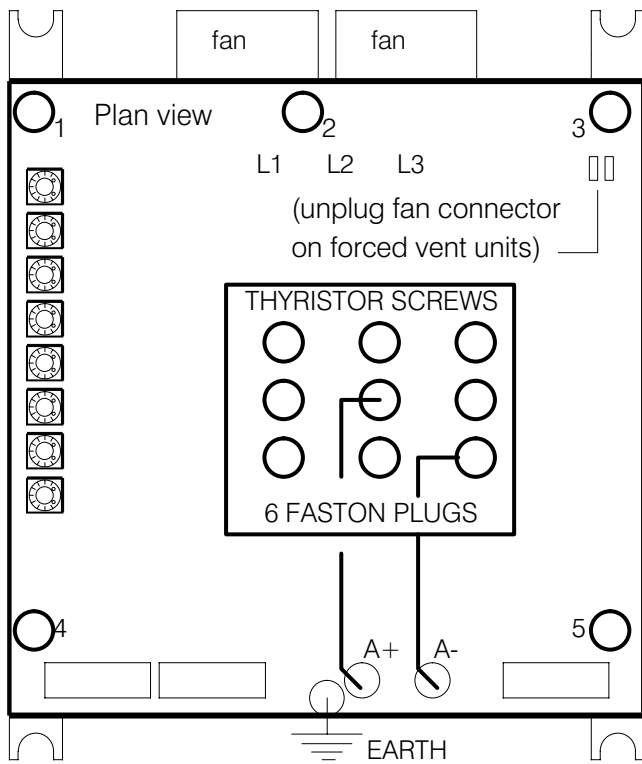 fan fan
1 Plan view 2 3
L1 L2 L3
(unplug fan connector
on forced vent units)
THYRISTOR SCREWS
6 FASTON PLUGS
4 5
A+ A-
EARTH